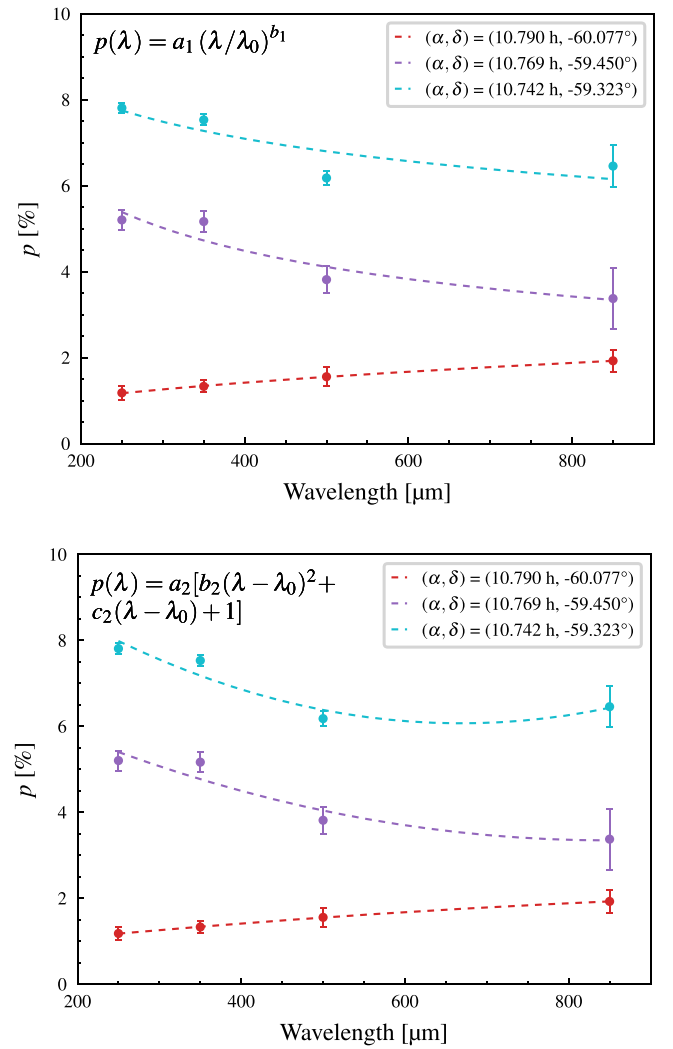 10
p(λ) = a₁ (λ/λ₀)^b₁
(α, δ) = (10.790 h, -60.077°)
(α, δ) = (10.769 h, -59.450°)
(α, δ) = (10.742 h, -59.323°)
8
6
4
2
0
p [%]
200 400 600 800
Wavelength [µm]
10
p(λ) = a₂[b₂(λ − λ₀)²+
c₂(λ − λ₀)+1]
(α, δ) = (10.790 h, -60.077°)
(α, δ) = (10.769 h, -59.450°)
(α, δ) = (10.742 h, -59.323°)
8
6
4
2
0
p [%]
200 400 600 800
Wavelength [µm]